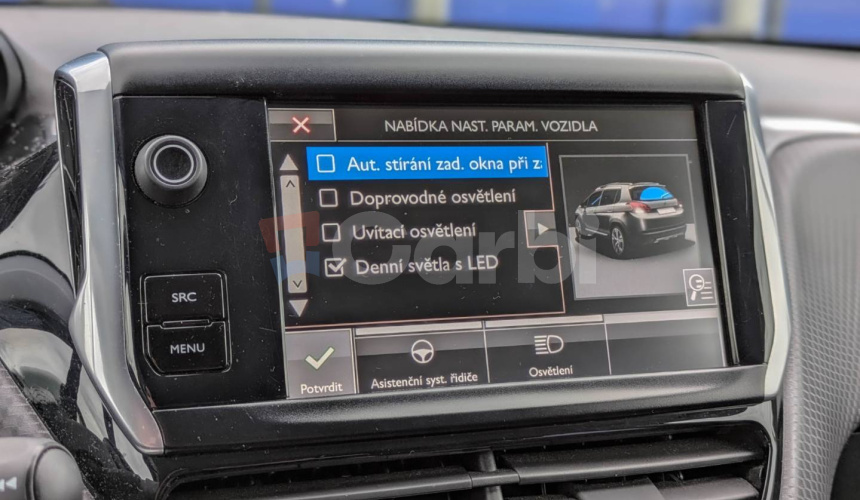 NABÍDKA NAST. PARAM. VOZIDLA
Aut. stírání zad. okna při z
Doprovodné osvětlení
Uvítací osvětlení
Denní světla s LED
Carbi
SRC
MENU
Potvrdit
Asistenční syst. řidiče
Osvětlení